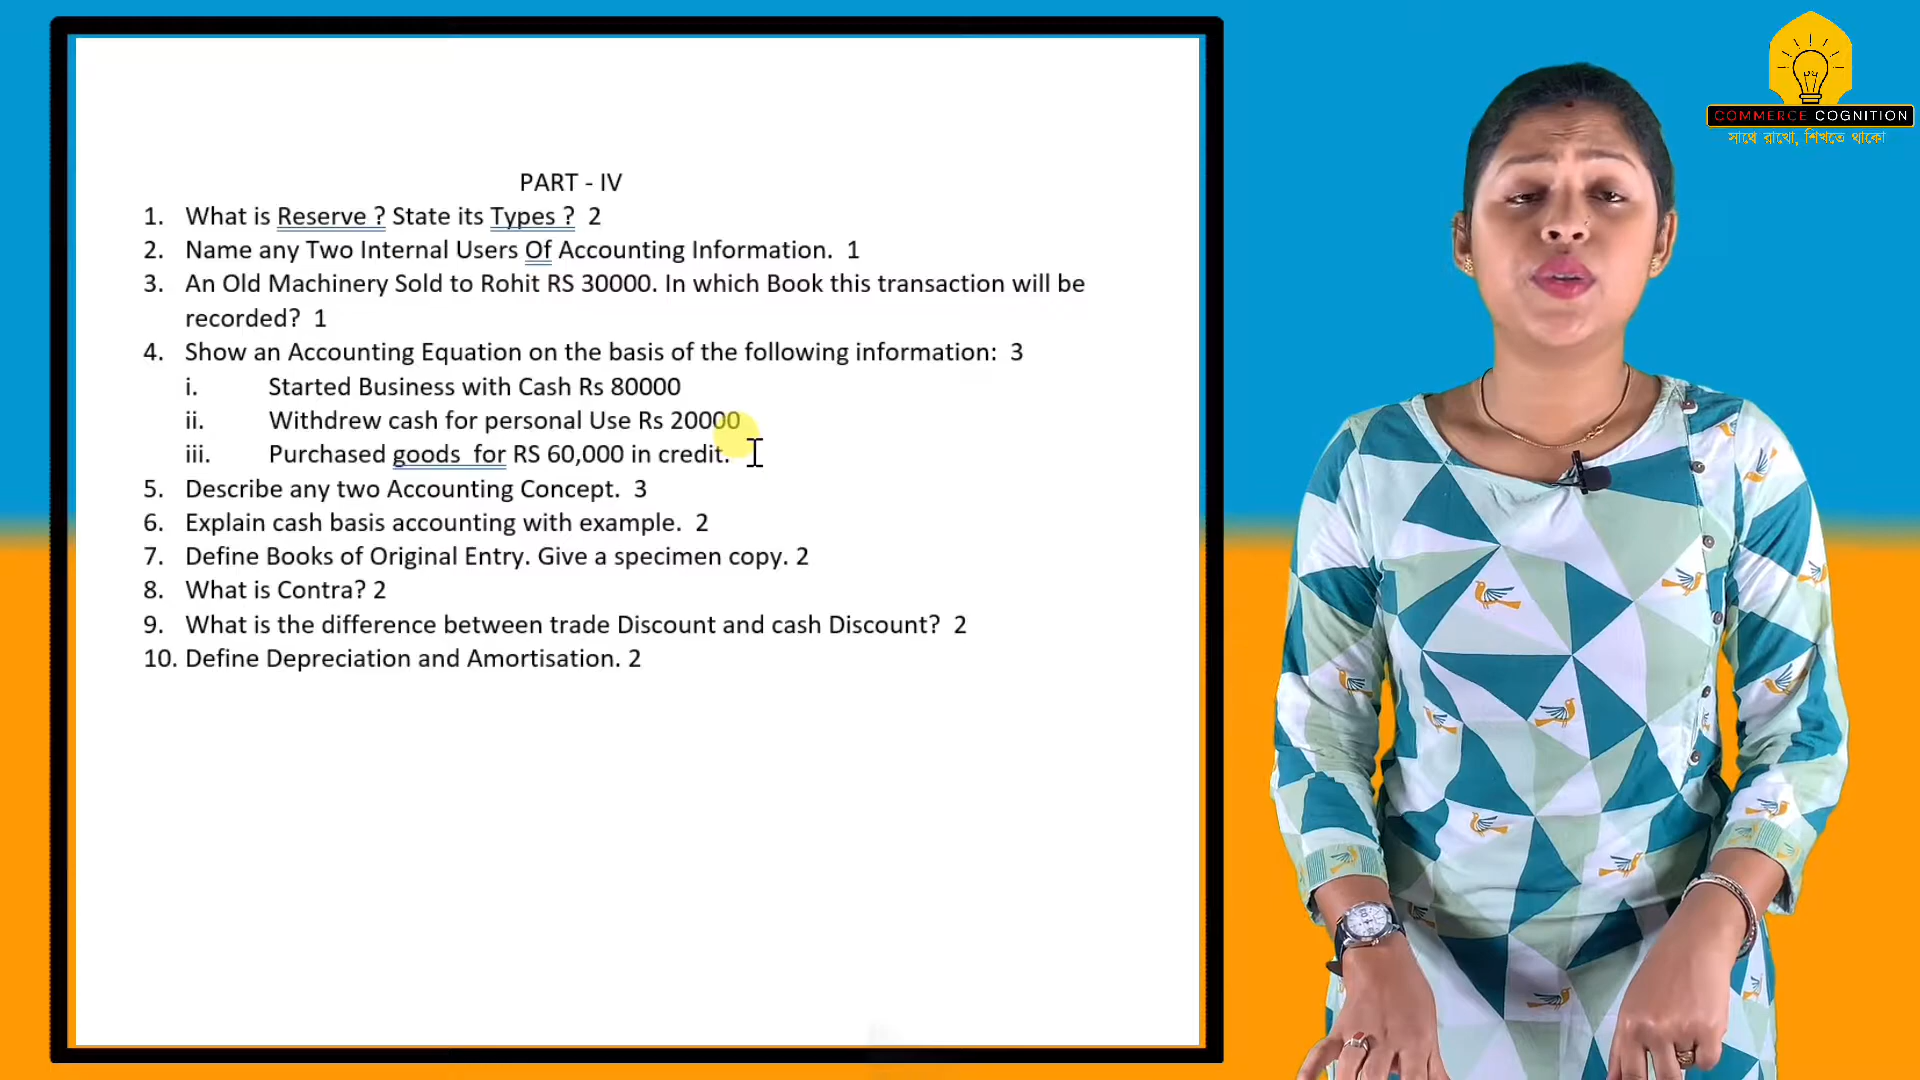 PART - IV
1. What is Reserve ? State its Types ? 2
2. Name any Two Internal Users Of Accounting Information. 1
3. An Old Machinery Sold to Rohit RS 30000. In which Book this transaction will be
recorded? 1
4. Show an Accounting Equation on the basis of the following information: 3
i. Started Business with Cash Rs 80000
ii. Withdrew cash for personal Use Rs 20000
iii. Purchased goods for RS 60,000 in credit.
5. Describe any two Accounting Concept. 3
6. Explain cash basis accounting with example. 2
7. Define Books of Original Entry. Give a specimen copy. 2
8. What is Contra? 2
9. What is the difference between trade Discount and cash Discount? 2
10. Define Depreciation and Amortisation. 2
COMMERCE COGNITION
সাথে রাখো, শিখতে থাকো